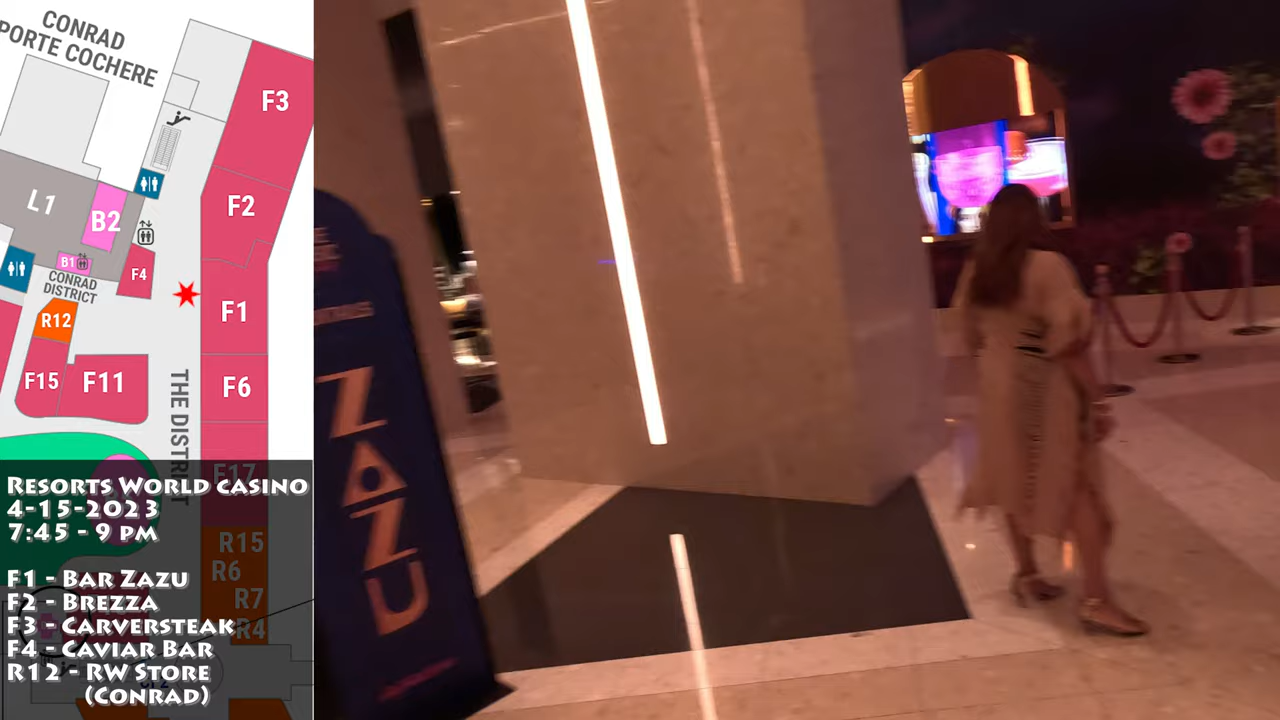 CONRAD
PORTE COCHERE
F3
L1
B2
F2
B1
F4
CONRAD
DISTRICT
R12
F1
F15
F11
F6
THE DISTRI
F17
R15
R6
R7
R4
RESORTS WORLD CASINO
4-15-2023
7:45 - 9 PM
F1 - BAR ZAZU
F2 - BREZZA
F3 - CARVERSTEAK
F4 - CAVIAR BAR
R12 - RW STORE
(CONRAD)
ZAZU